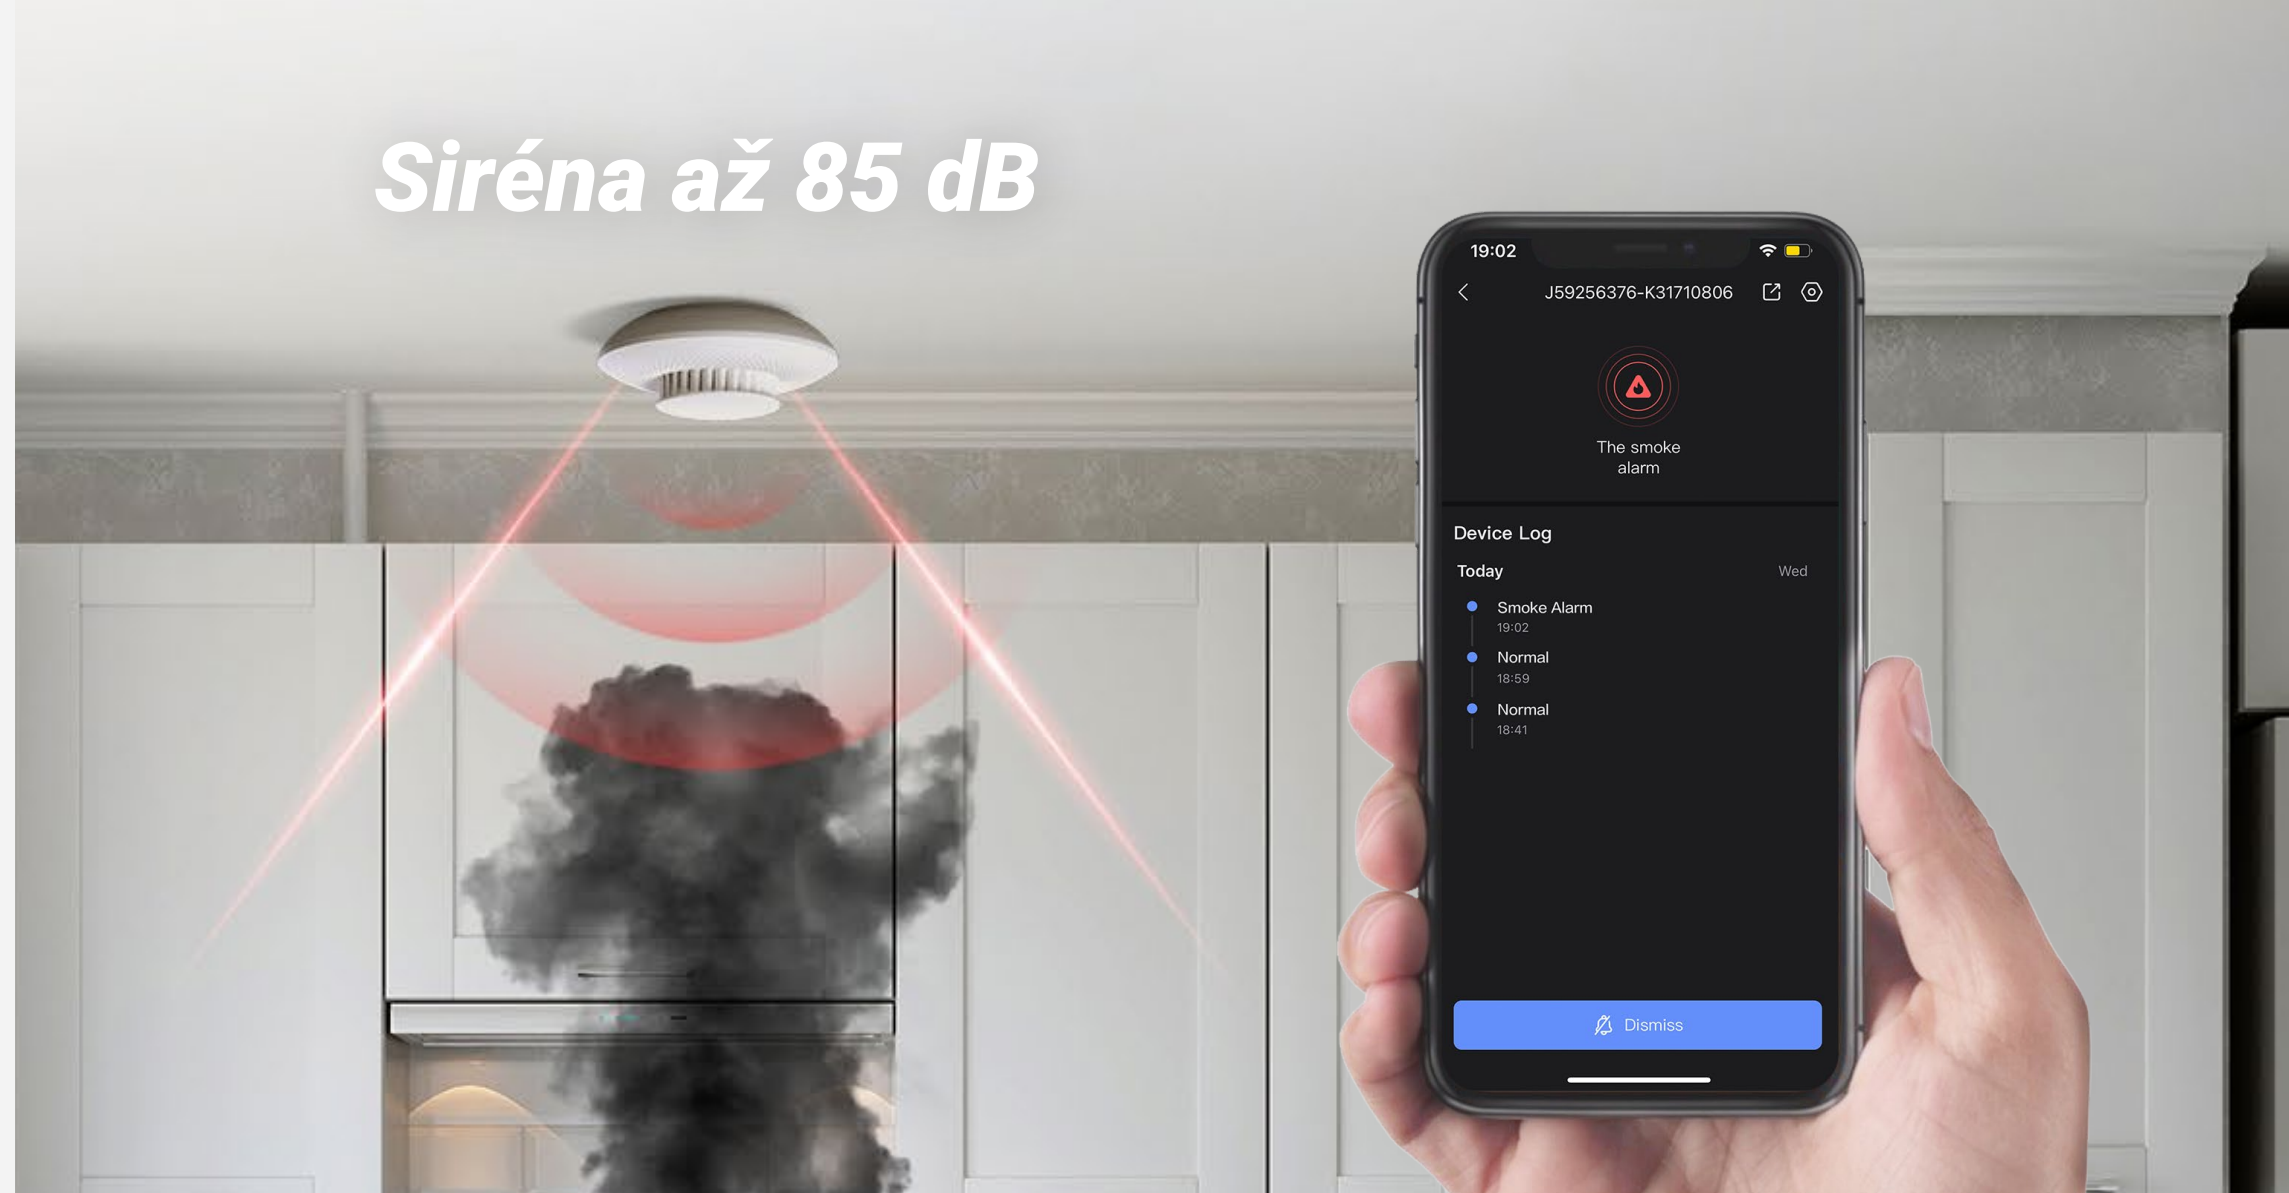 Siréna až 85 dB
19:02
J59256376-K31710806
The smoke
alarm
Device Log
Today Wed
Smoke Alarm
19:02
Normal
18:59
Normal
18:41
Dismiss